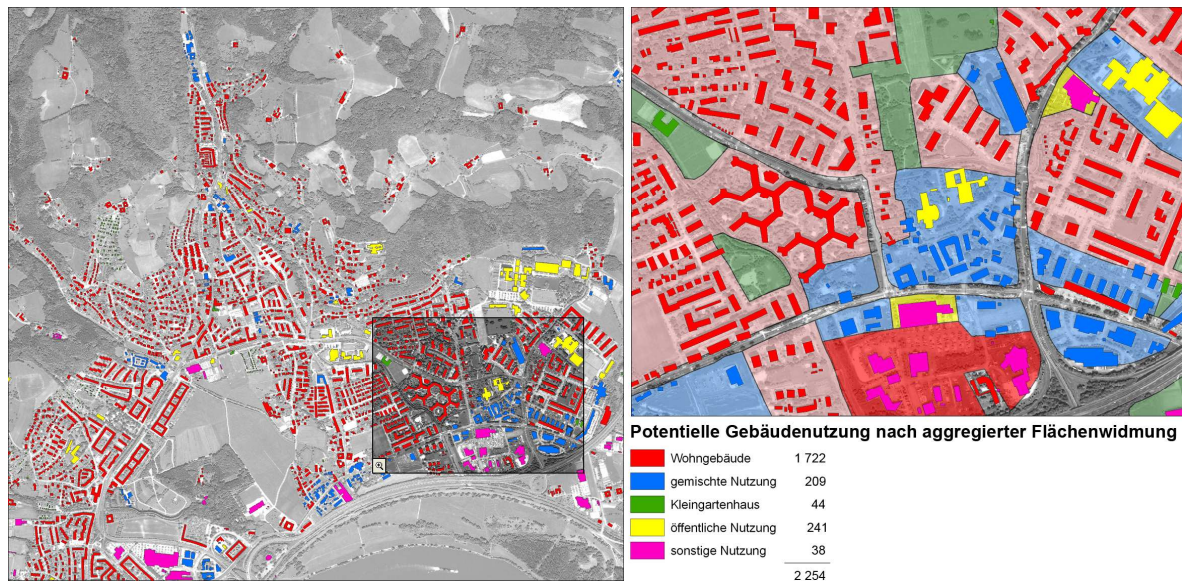 Potentielle Gebäudenutzung nach aggregierter Flächenwidmung
Wohngebäude 1 722
gemischte Nutzung 209
Kleingartenhaus 44
öffentliche Nutzung 241
sonstige Nutzung 38
2 254